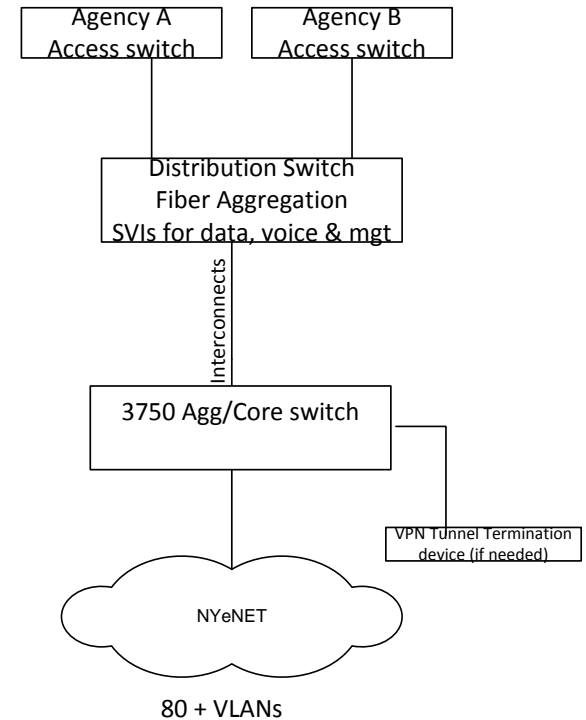 Agency A
Access switch
Agency B
Access switch
Distribution Switch
Fiber Aggregation
SVIs for data, voice & mgt
Interconnects
3750 Agg/Core switch
VPN Tunnel Termination
device (if needed)
NYeNET
80 + VLANs